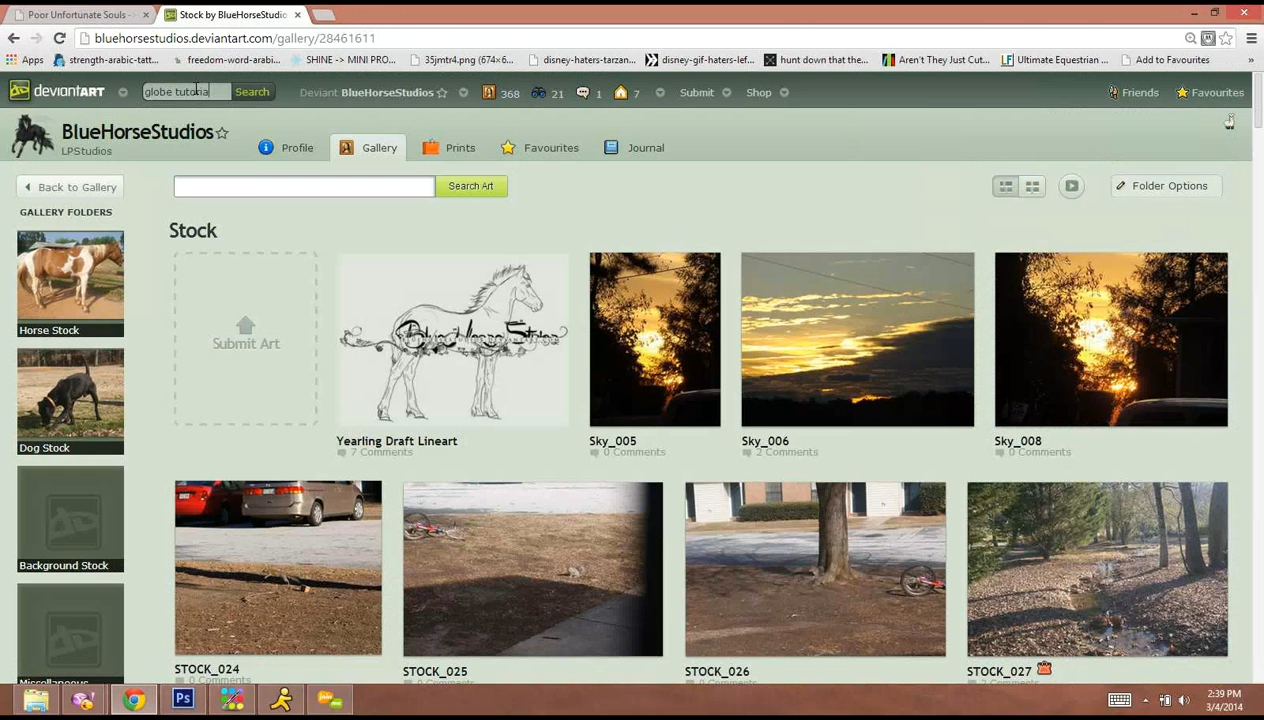 Poor Unfortunate Souls -
Stock by BlueHorseStudio
bluehorsestudios.deviantart.com/gallery/28461611
Apps
strength-arabic-tatt...
freedom-word-arabi...
SHINE -> MINI PRO...
35jmtr4.png (674×6...
disney-haters-tarzan...
disney-gif-haters-lef...
hunt down that the...
Aren't They Just Cut...
Ultimate Equestrian ...
Add to Favourites
deviantART
globe tutoria
Search
Deviant BlueHorseStudios
368
21
1
7
Submit
Shop
Friends
Favourites
BlueHorseStudios
LPStudios
Profile
Gallery
Prints
Favourites
Journal
Back to Gallery
Search Art
Folder Options
GALLERY FOLDERS
Stock
Horse Stock
Dog Stock
Background Stock
Miscellaneous
Submit Art
Yearling Draft Lineart
7 Comments
Sky_005
0 Comments
Sky_006
2 Comments
Sky_008
0 Comments
STOCK_024
0 Comments
STOCK_025
STOCK_026
STOCK_027
Ps
2:39 PM
3/4/2014